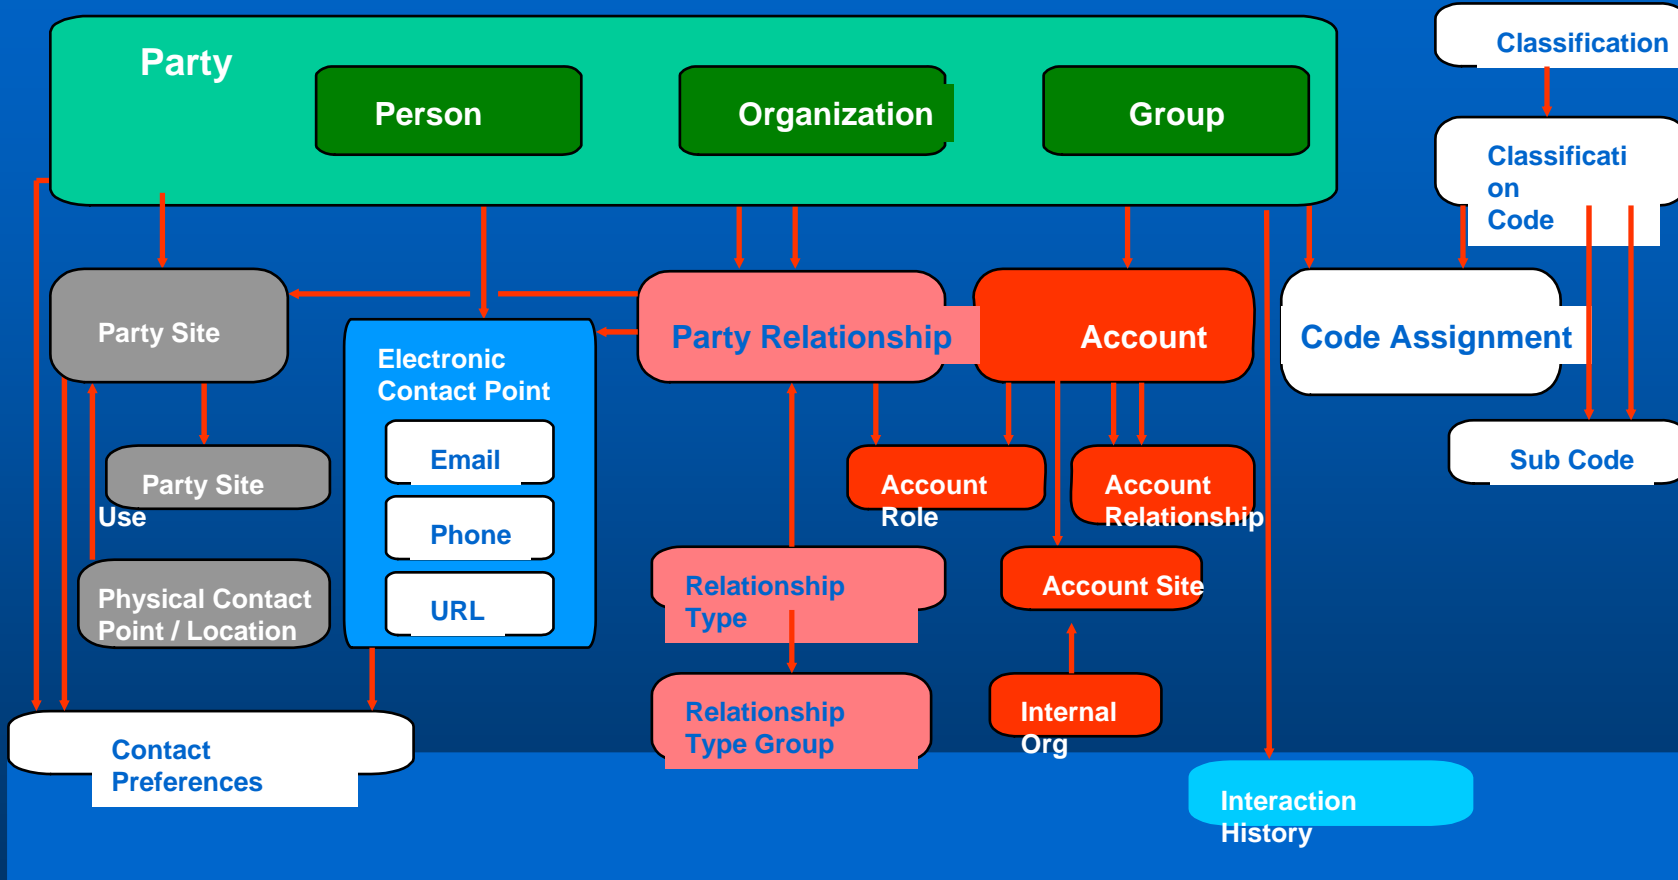 Party
Person
Organization
Group
Classification
Classificati
on
Code
Party Site
Electronic
Contact Point
Party Relationship
Account
Code Assignment
Email
Phone
URL
Party Site
Use
Account
Role
Account
Relationship
Sub Code
Physical Contact
Point / Location
Relationship
Type
Account Site
Relationship
Type Group
Internal
Org
Contact
Preferences
Interaction
History